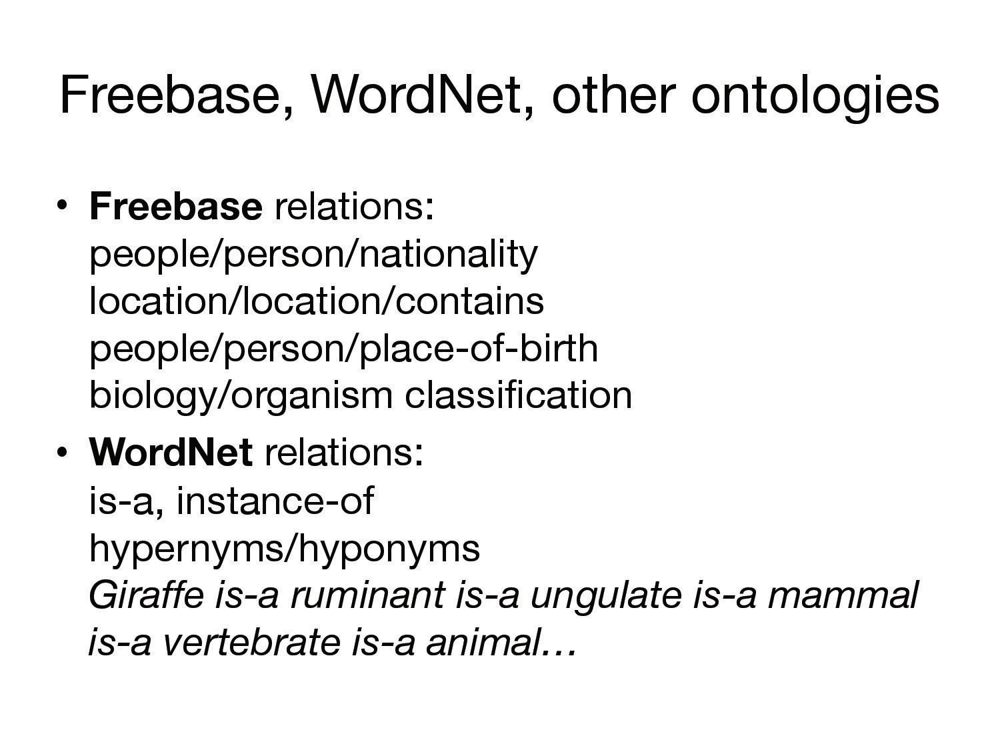 Freebase, WordNet, other ontologies
• Freebase relations:
people/person/nationality
location/location/contains
people/person/place-of-birth
biology/organism classification
• WordNet relations:
is-a, instance-of
hypernyms/hyponyms
Giraffe is-a ruminant is-a ungulate is-a mammal
is-a vertebrate is-a animal…